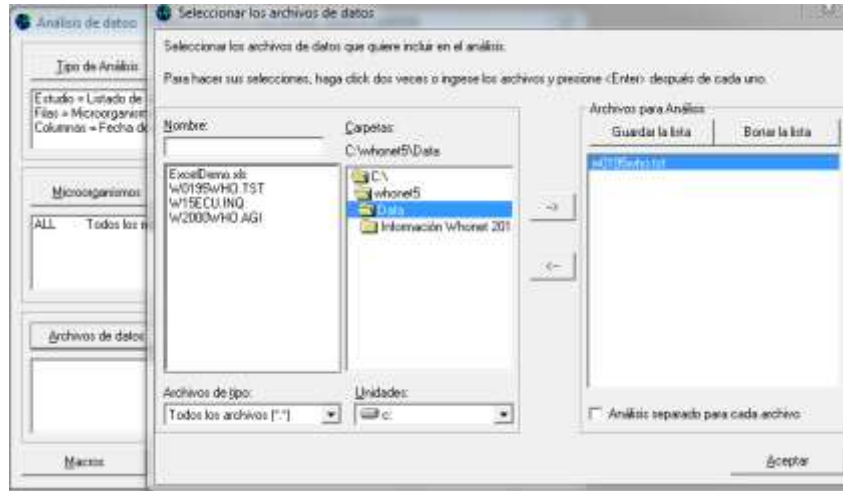 Análisis de datos
Tipo de Análisis
Estudio = Listado de
Filas = Microorganism
Columnas = Fecha de
Microorganismos
ALL Todos los
Archivos de datos
Macros
Seleccionar los archivos de datos
Seleccionar los archivos de datos que quiere incluir en el análisis.
Para hacer sus selecciones, haga click dos veces o ingrese los archivos y presione <Enter> después de cada uno.
Nombre:
ExcelDemo.xls
W0195WHO.TST
W15ECU.INQ
W2000WHO.AGI
Archivos de tipo:
Todos los archivos (*.*)
Carpetas:
C:\whonet5\Data
C:\
whonet5
Data
Información Whonet 201
Unidades:
c:
->
<-
Archivos para Análisis
Guardar la lista
Borrar la lista
w0195who.tst
Análisis separado para cada archivo
Aceptar